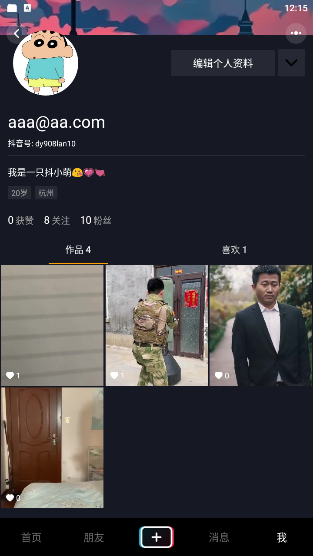 12:15
编辑个人资料
aaa@aa.com
抖音号: dy908lan10
我是一只抖小萌
20岁 杭州
0 获赞 8 关注 10 粉丝
作品 4 喜欢 1
1 1 0
0
首页 朋友 消息 我